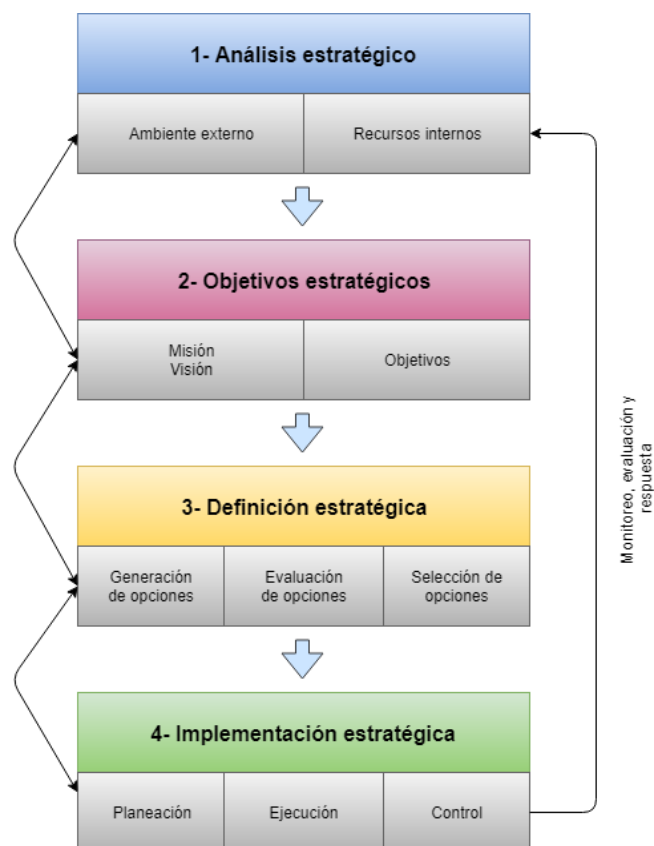 1- Análisis estratégico
Ambiente externo
Recursos internos
2- Objetivos estratégicos
Misión
Visión
Objetivos
3- Definición estratégica
Generación
de opciones
Evaluación
de opciones
Selección de
opciones
4- Implementación estratégica
Planeación
Ejecución
Control
Monitoreo, evaluación y
respuesta